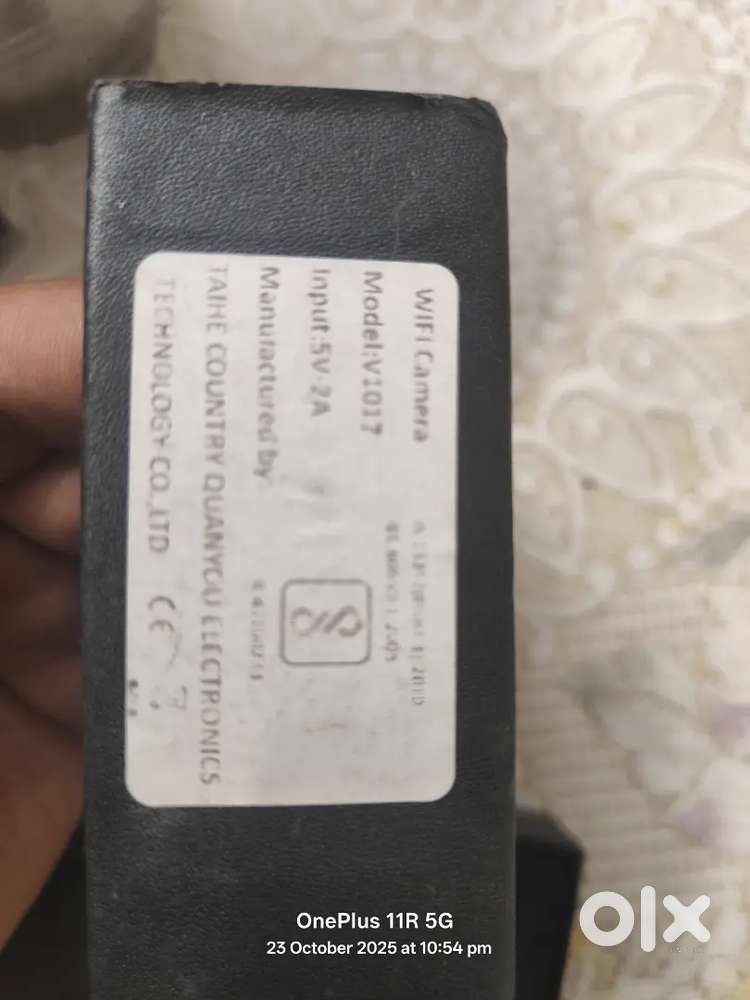 WIFI Camera
Model:V1017
Input:5V-2A
Manufactured by
TAIHE COUNTRY QUANYOU ELECTRONICS
TECHNOLOGY CO.,LTD CE
OnePlus 11R 5G
23 October 2025 at 10:54 pm
olx